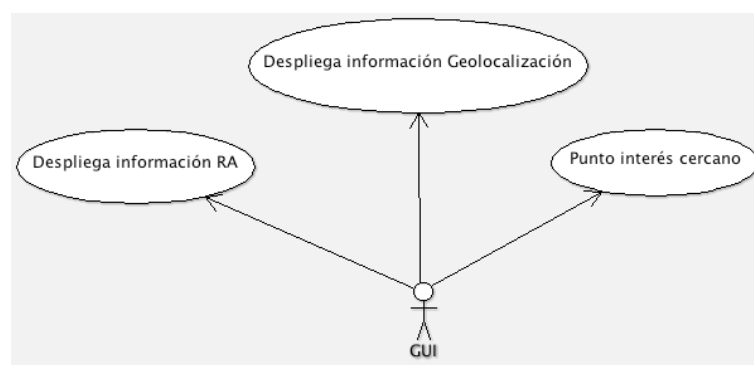 Despliega información Geolocalización
Despliega información RA
Punto interés cercano
GUI